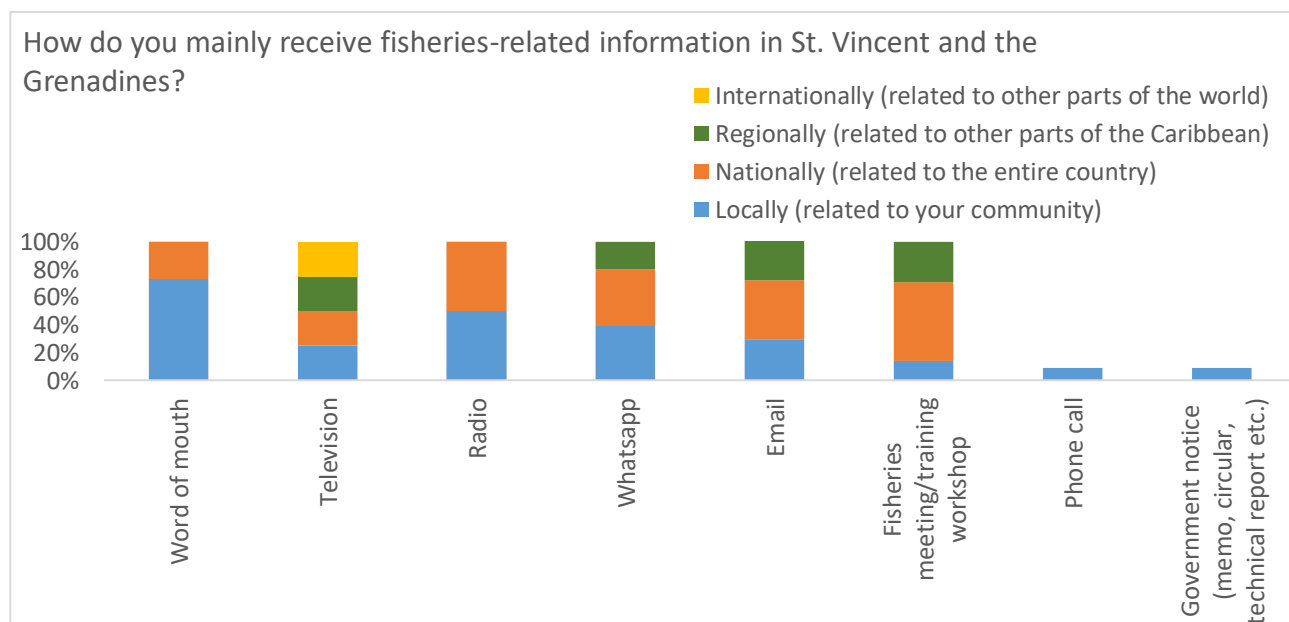 How do you mainly receive fisheries-related information in St. Vincent and the
Grenadines?
Internationally (related to other parts of the world)
Regionally (related to other parts of the Caribbean)
Nationally (related to the entire country)
Locally (related to your community)
100%
80%
60%
40%
20%
0%
Word of mouth
Television
Radio
Whatsapp
Email
Fisheries
meeting/training
workshop
Phone call
Government notice
(memo, circular,
technical report etc.)